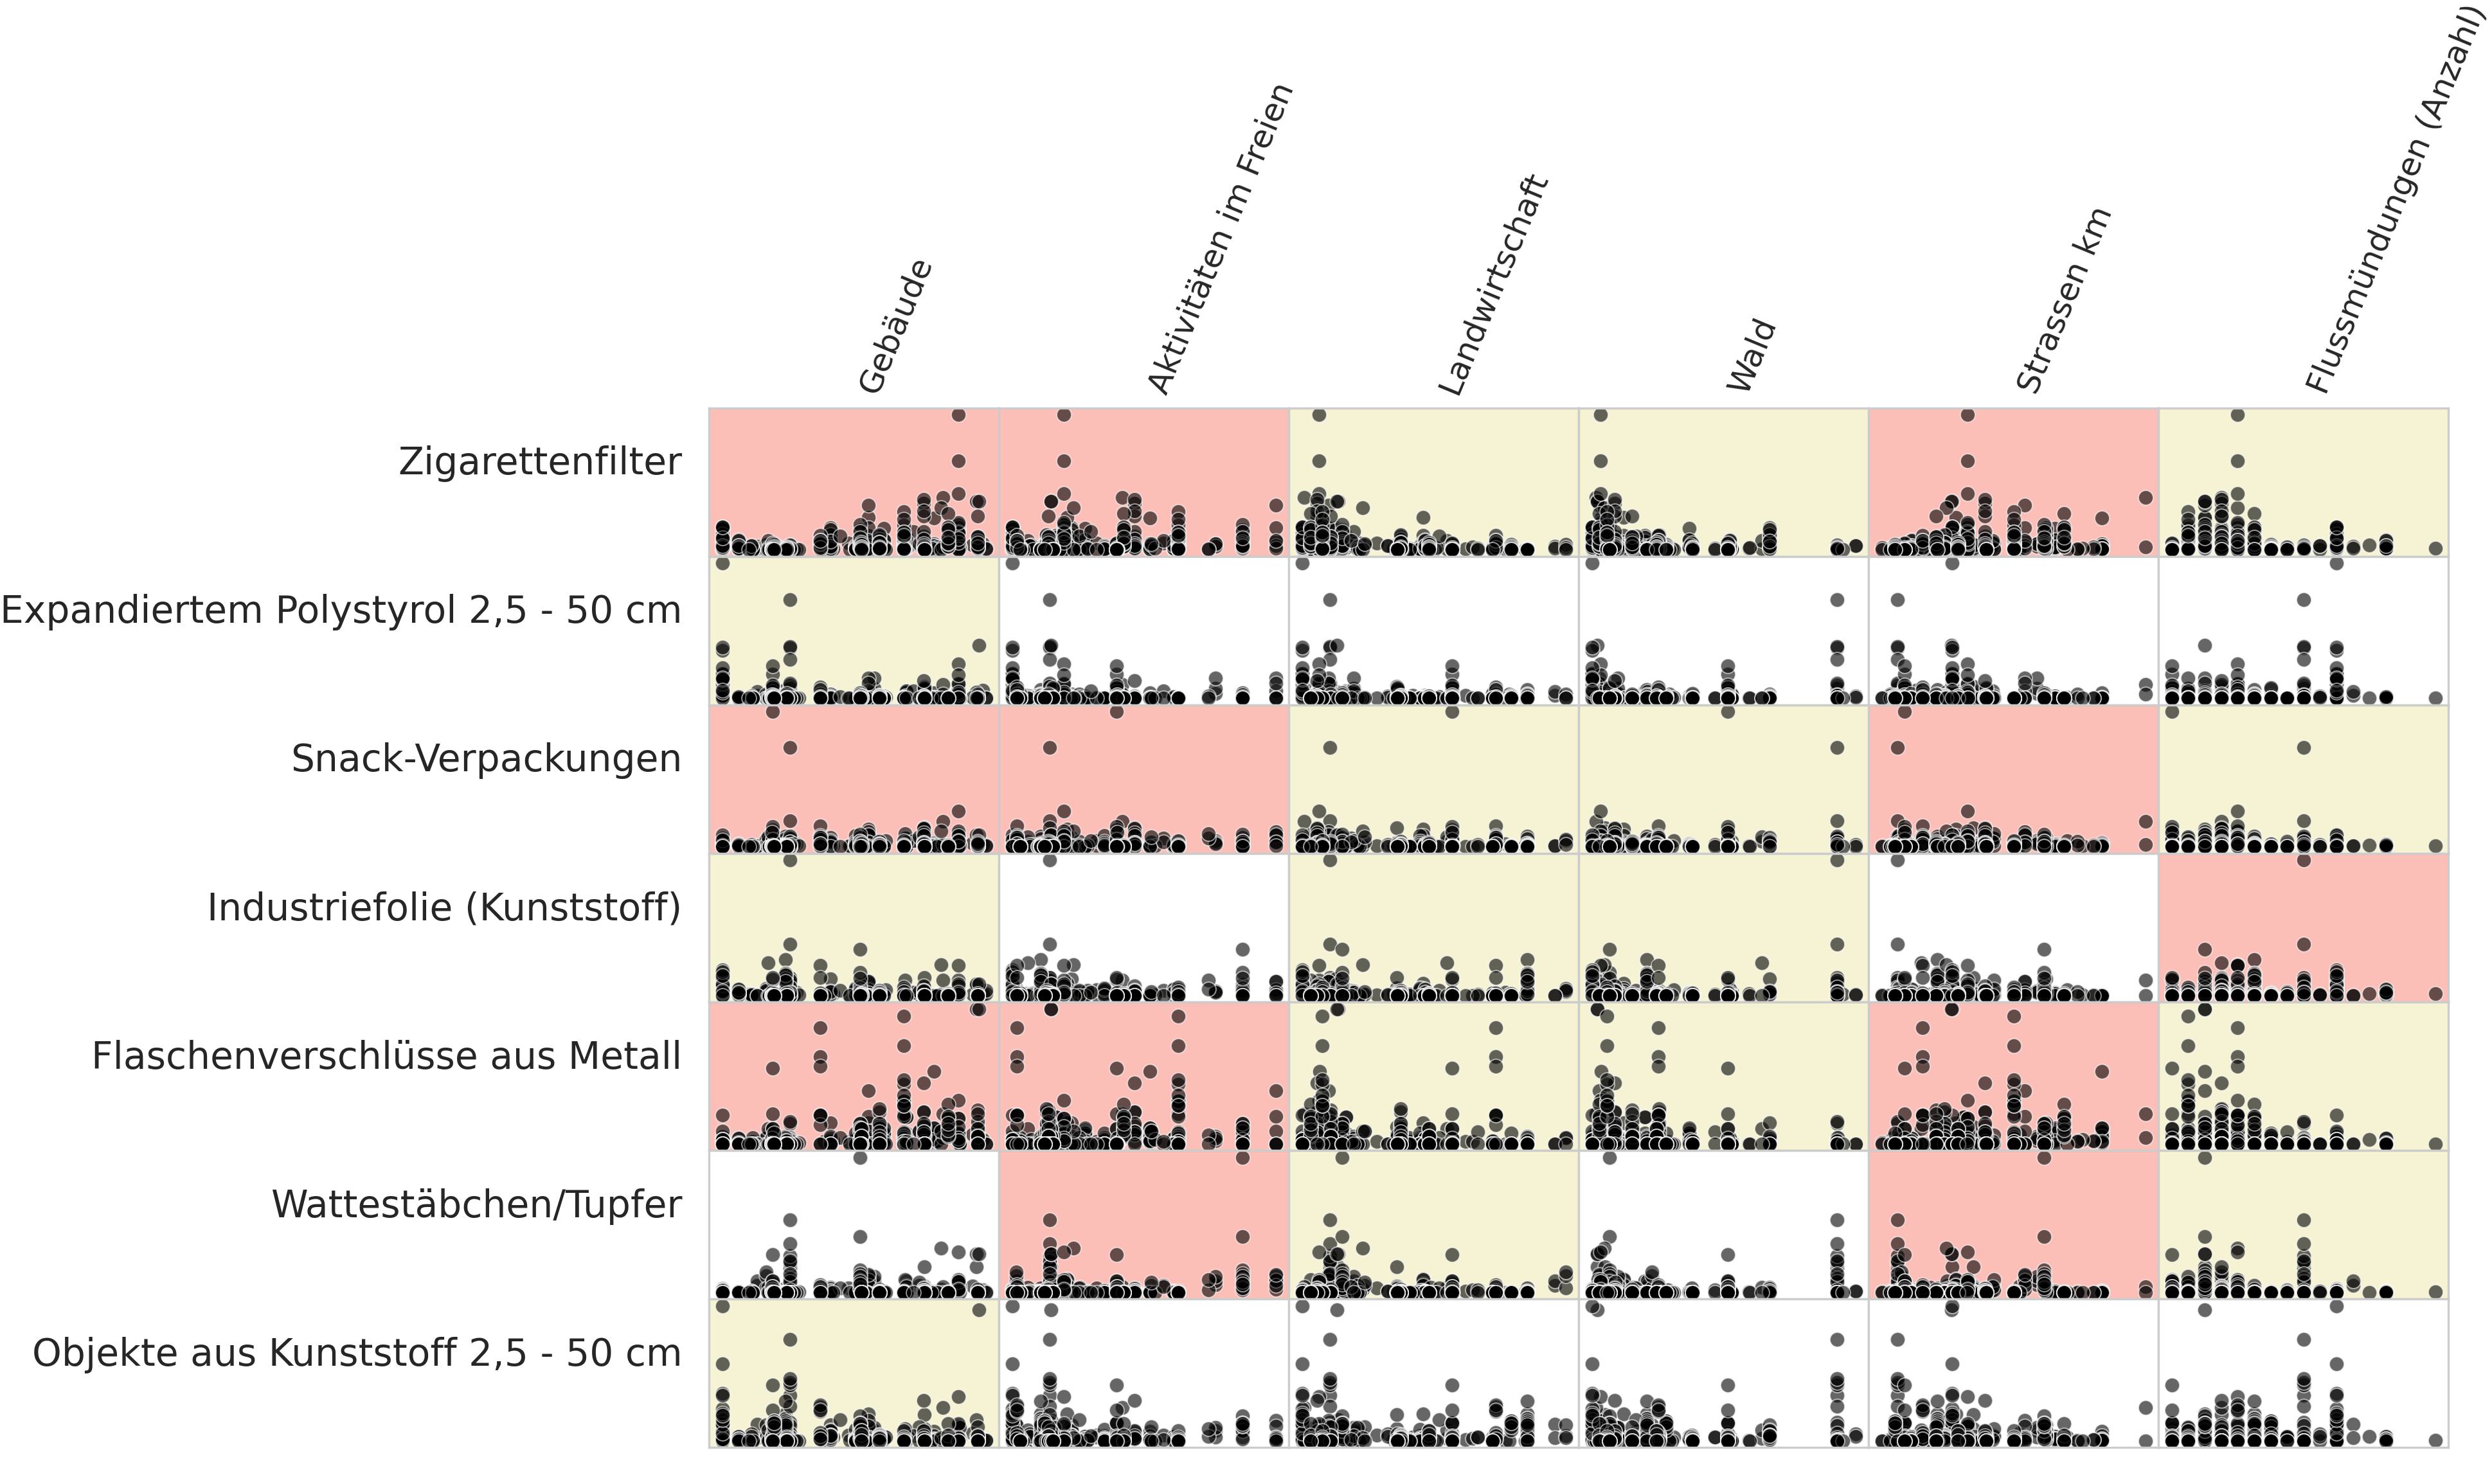 Gebäude
Aktivitäten im Freien
Landwirtschaft
Wald
Strassen km
Flussmündungen (Anzahl)
Zigarettenfilter
Expandiertem Polystyrol 2,5 - 50 cm
Snack-Verpackungen
Industriefolie (Kunststoff)
Flaschenverschlüsse aus Metall
Wattestäbchen/Tupfer
Objekte aus Kunststoff 2,5 - 50 cm